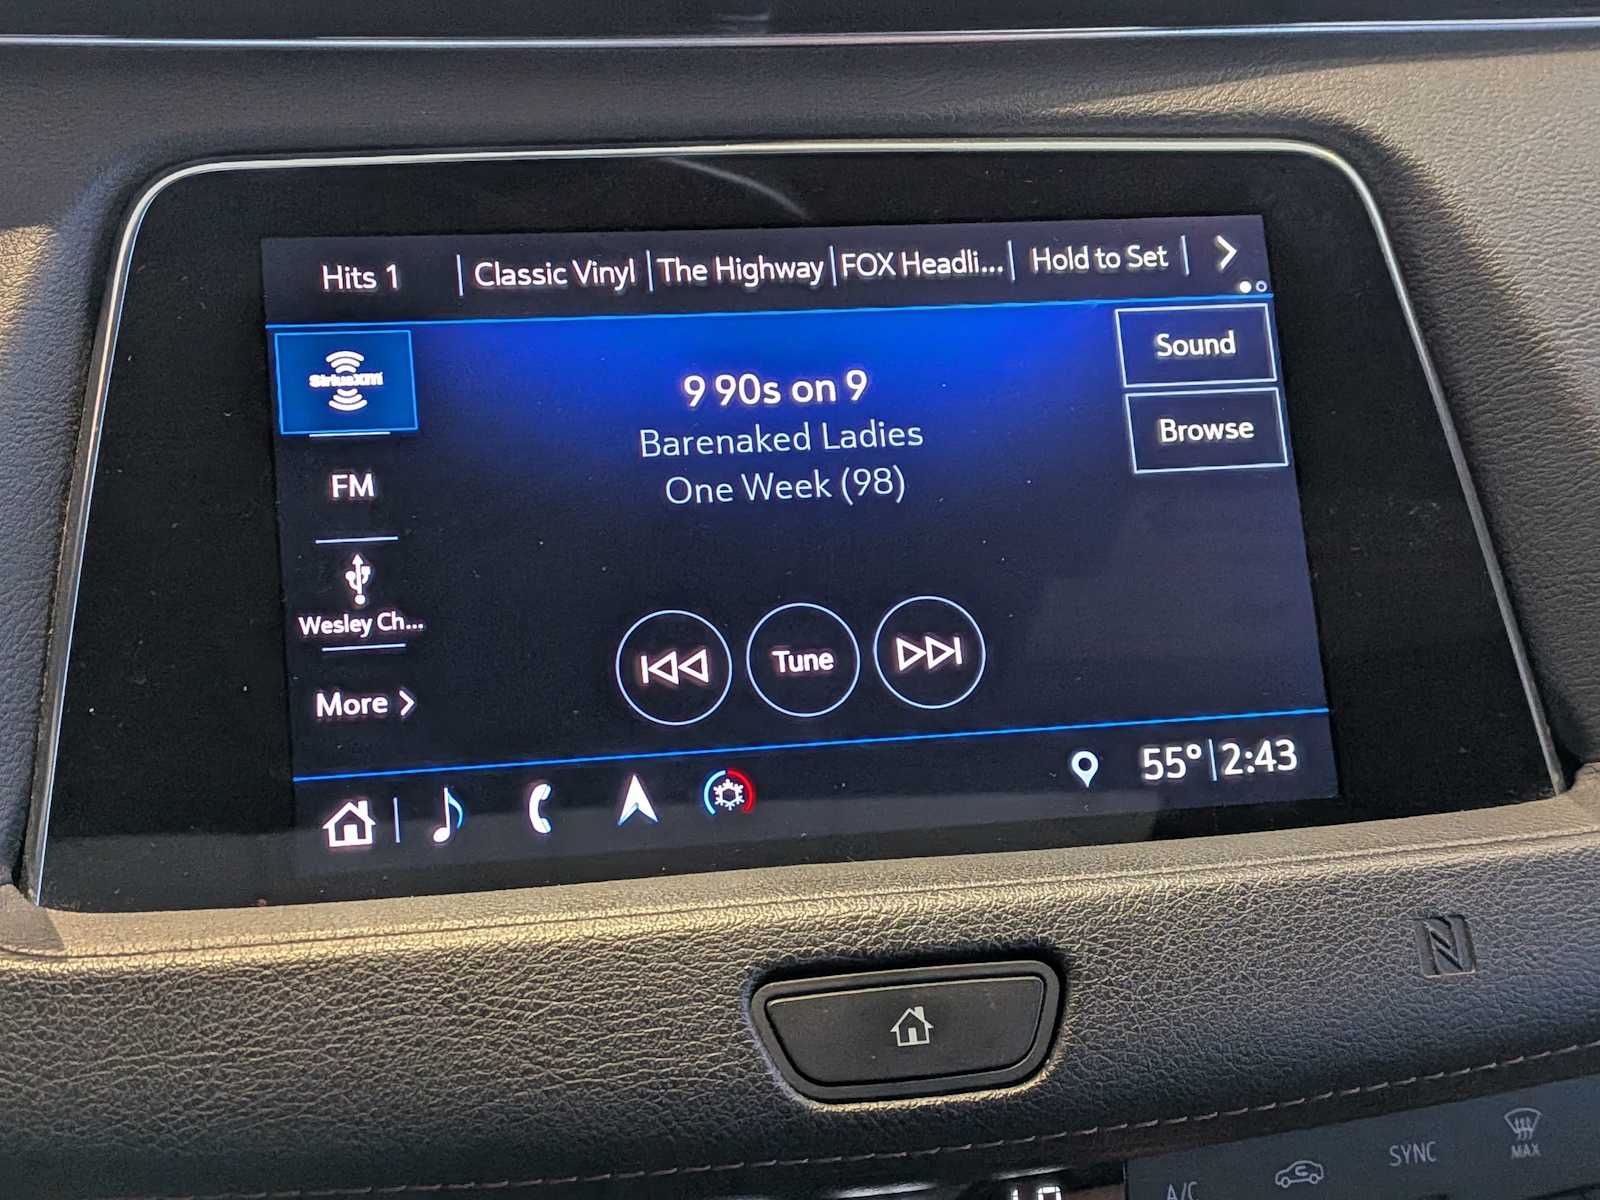 Hits 1 | Classic Vinyl | The Highway | FOX Headli... | Hold to Set |
SiriusXM
Sound
9 90s on 9
Browse
Barenaked Ladies
FM
One Week (98)
Wesley Ch...
Tune
More
55° | 2:43
SYNC
MAX
A/C